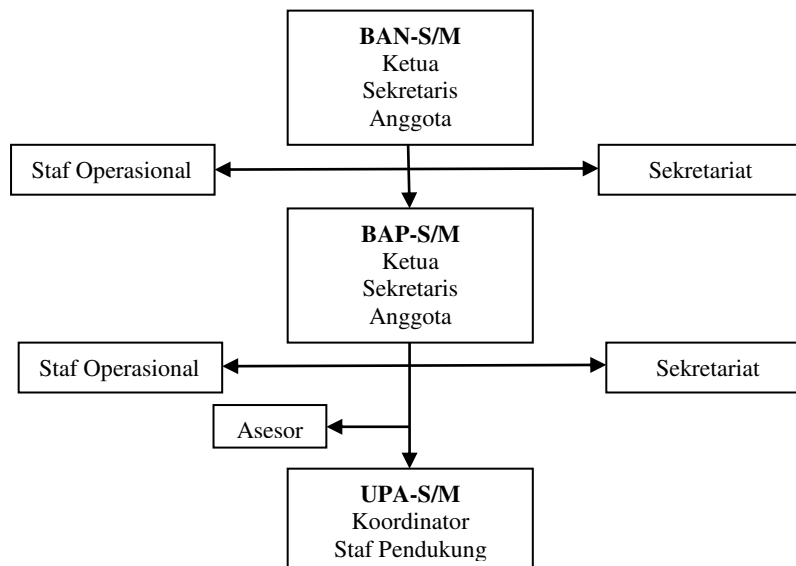 BAN-S/M
Ketua
Sekretaris
Anggota
Staf Operasional
Sekretariat
BAP-S/M
Ketua
Sekretaris
Anggota
Staf Operasional
Sekretariat
Asesor
UPA-S/M
Koordinator
Staf Pendukung